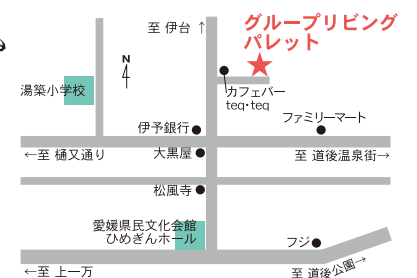 至 伊台 ↑
グループリビング
パレット
N
湯築小学校
カフェバー
teq・teq
ファミリーマート
伊予銀行
←至 樋又通り
大黒屋
至 道後温泉街→
松風寺
愛媛県民文化会館
ひめぎんホール
フジ
←至 上一万
至 道後公園→